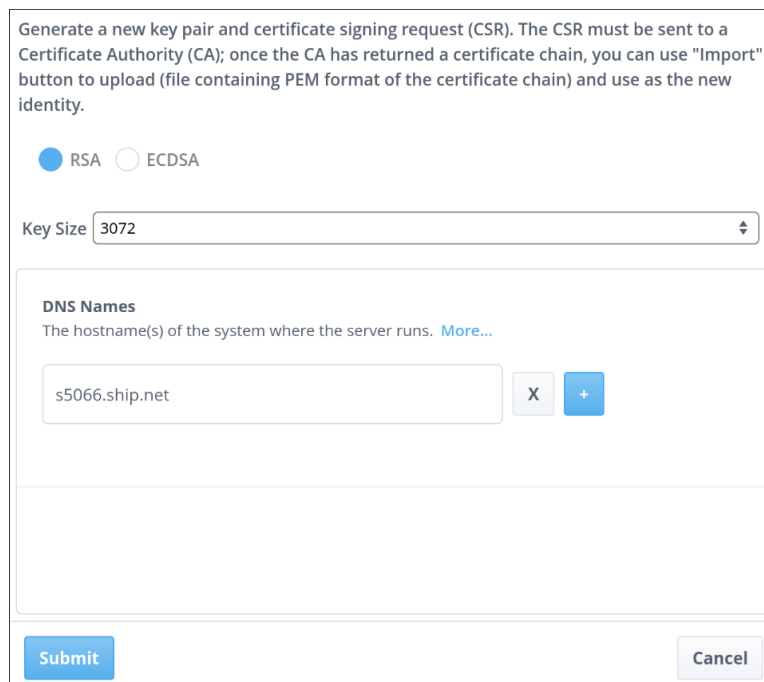 Generate a new key pair and certificate signing request (CSR). The CSR must be sent to a
Certificate Authority (CA); once the CA has returned a certificate chain, you can use "Import"
button to upload (file containing PEM format of the certificate chain) and use as the new
identity.
RSA ECDSA
Key Size 3072
DNS Names
The hostname(s) of the system where the server runs. More...
s5066.ship.net X +
Submit Cancel